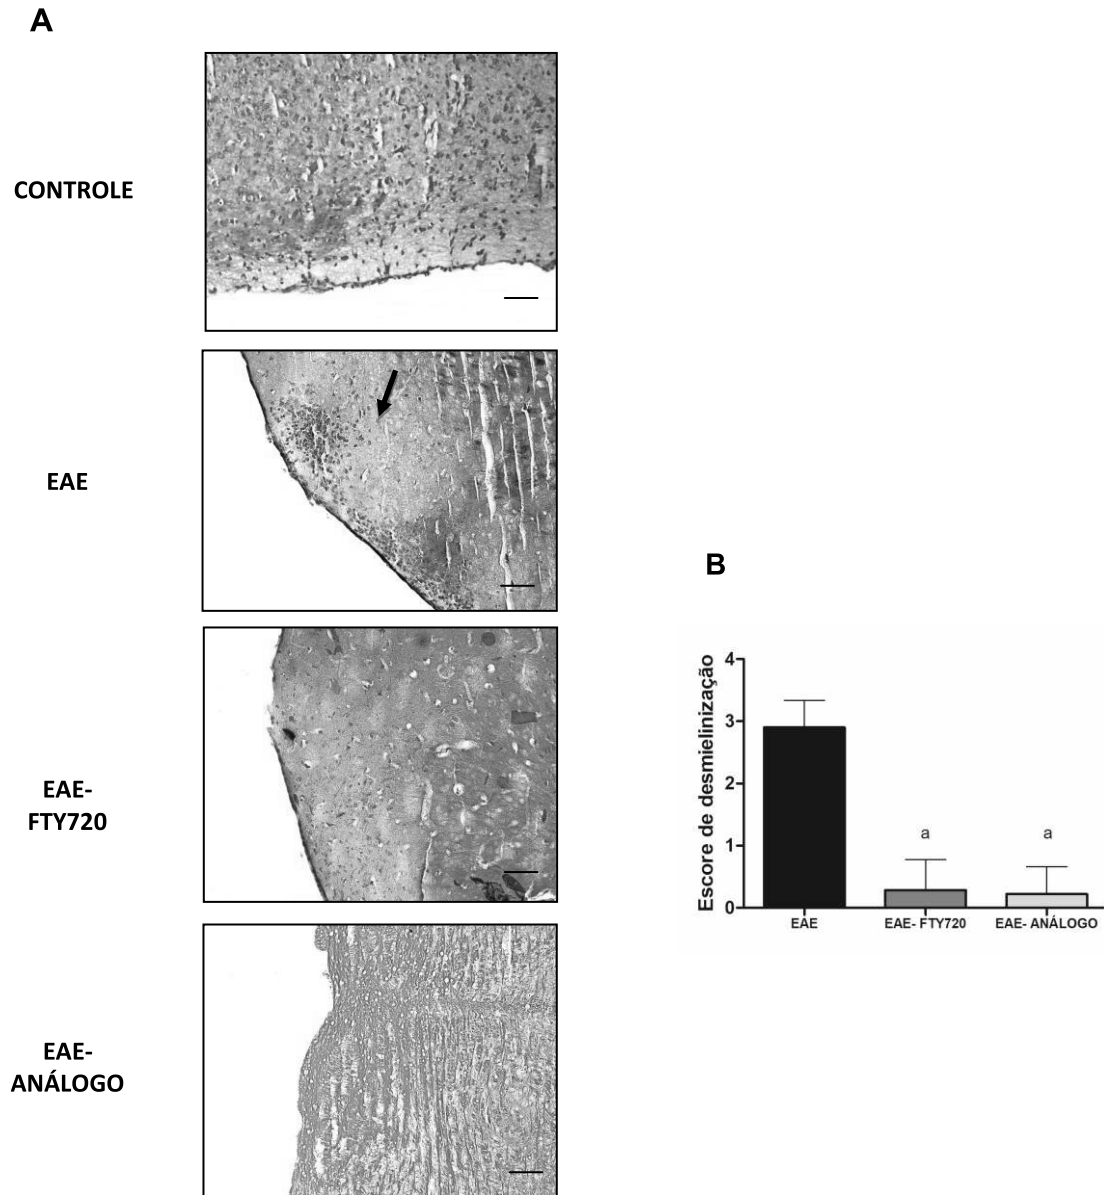 A
CONTROLE
EAE
EAE-
FTY720
EAE-
ANÁLOGO
B
Escore de desmielinização
4
3
2
1
0
a
a
EAE
EAE- FTY720
EAE- ANÁLOGO